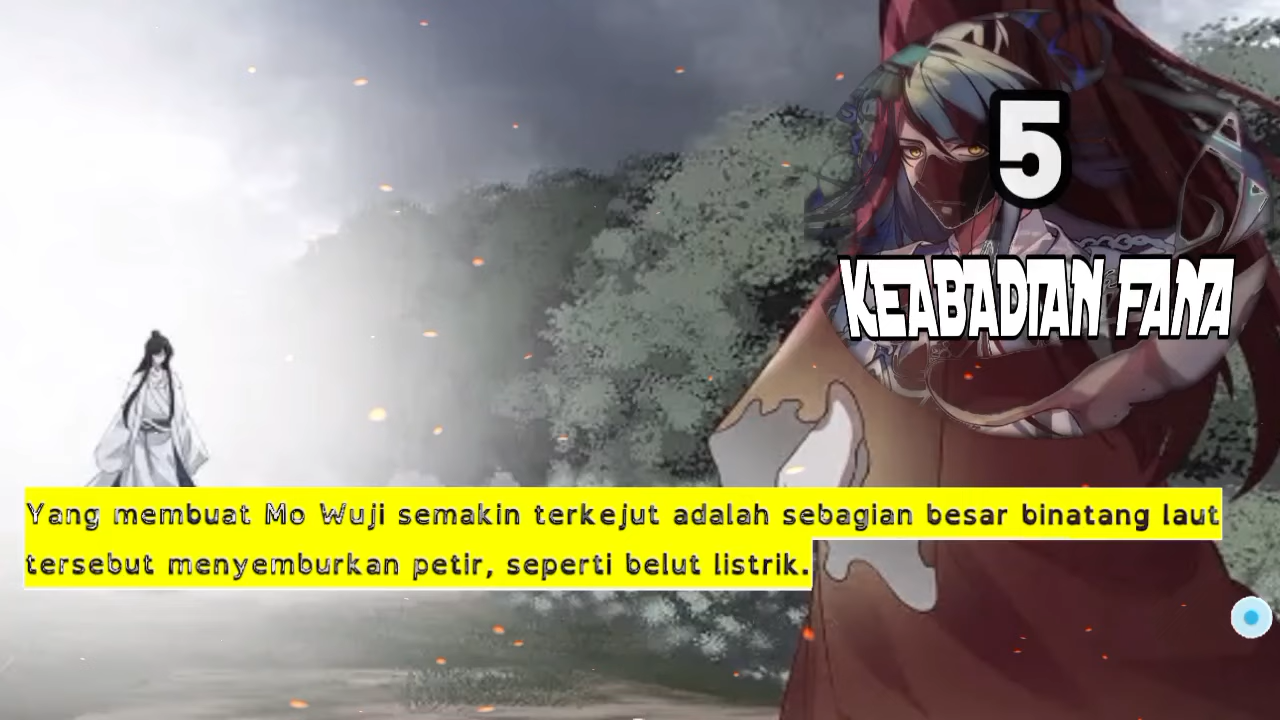 5
KEABADIAN FANA
Yang membuat Mo Wuji semakin terkejut adalah sebagian besar binatang laut
tersebut menyemburkan petir, seperti belut listrik.